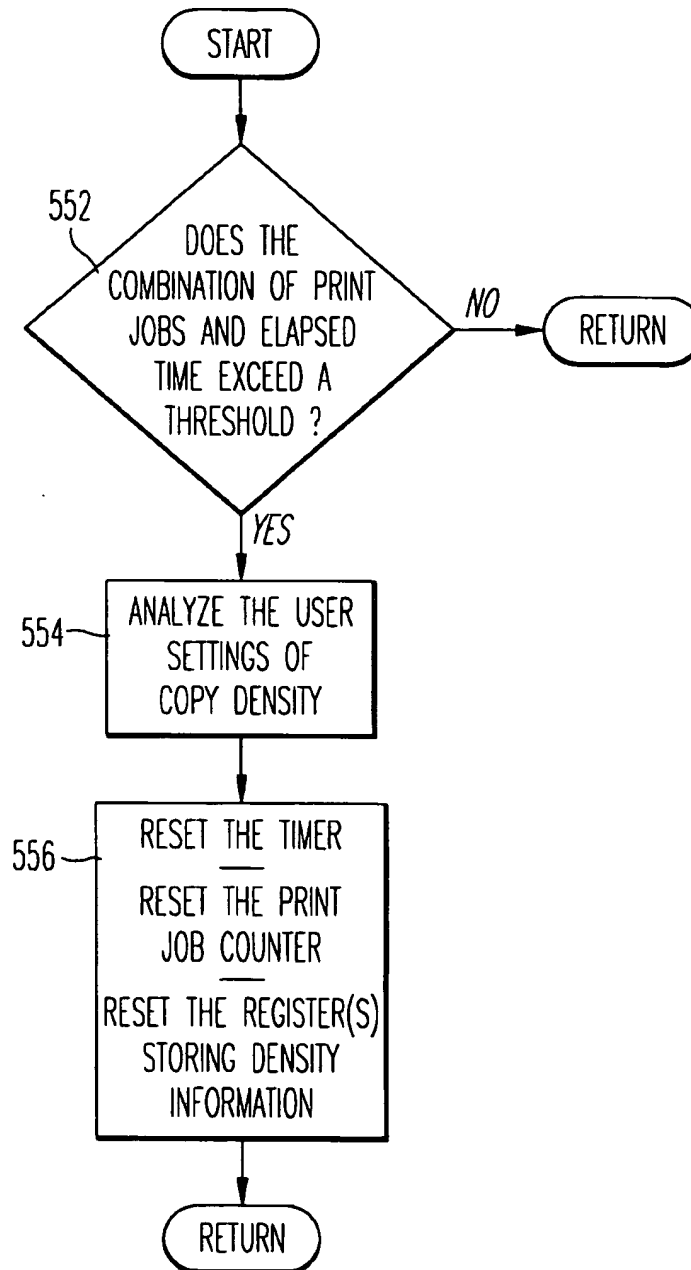 START
552
DOES THE
COMBINATION OF PRINT
JOBS AND ELAPSED
TIME EXCEED A
THRESHOLD ?
NO
RETURN
YES
554
ANALYZE THE USER
SETTINGS OF
COPY DENSITY
556
RESET THE TIMER
RESET THE PRINT
JOB COUNTER
RESET THE REGISTER(S)
STORING DENSITY
INFORMATION
RETURN